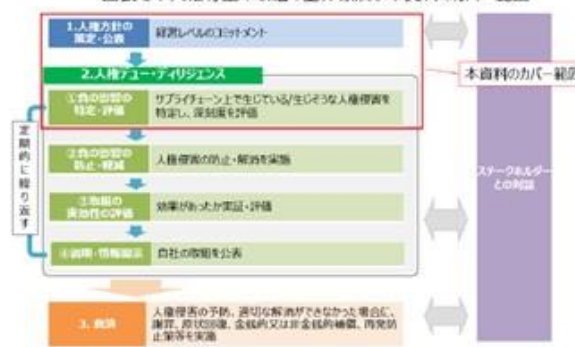 1.人権方針の
策定・公表
経営レベルのコミットメント
2.人権デュー・ディリジェンス
本資料のカバー範囲
①負の影響の
特定・評価
サプライチェーン上で生じている/生じそうな人権侵害を
特定し、深刻度を評価
定期的に繰り返す
②負の影響の
防止・軽減
人権侵害の防止・解消を実施
ステークホルダー
との対話
③取組の
実効性の評価
効果があったか実証・評価
④説明・情報開示
自社の取組を公表
3. 救済
人権侵害の予防、適切な解消ができなかった場合に、
謝罪、原状回復、金銭的又は非金銭的補償、再発防
止策等を実施